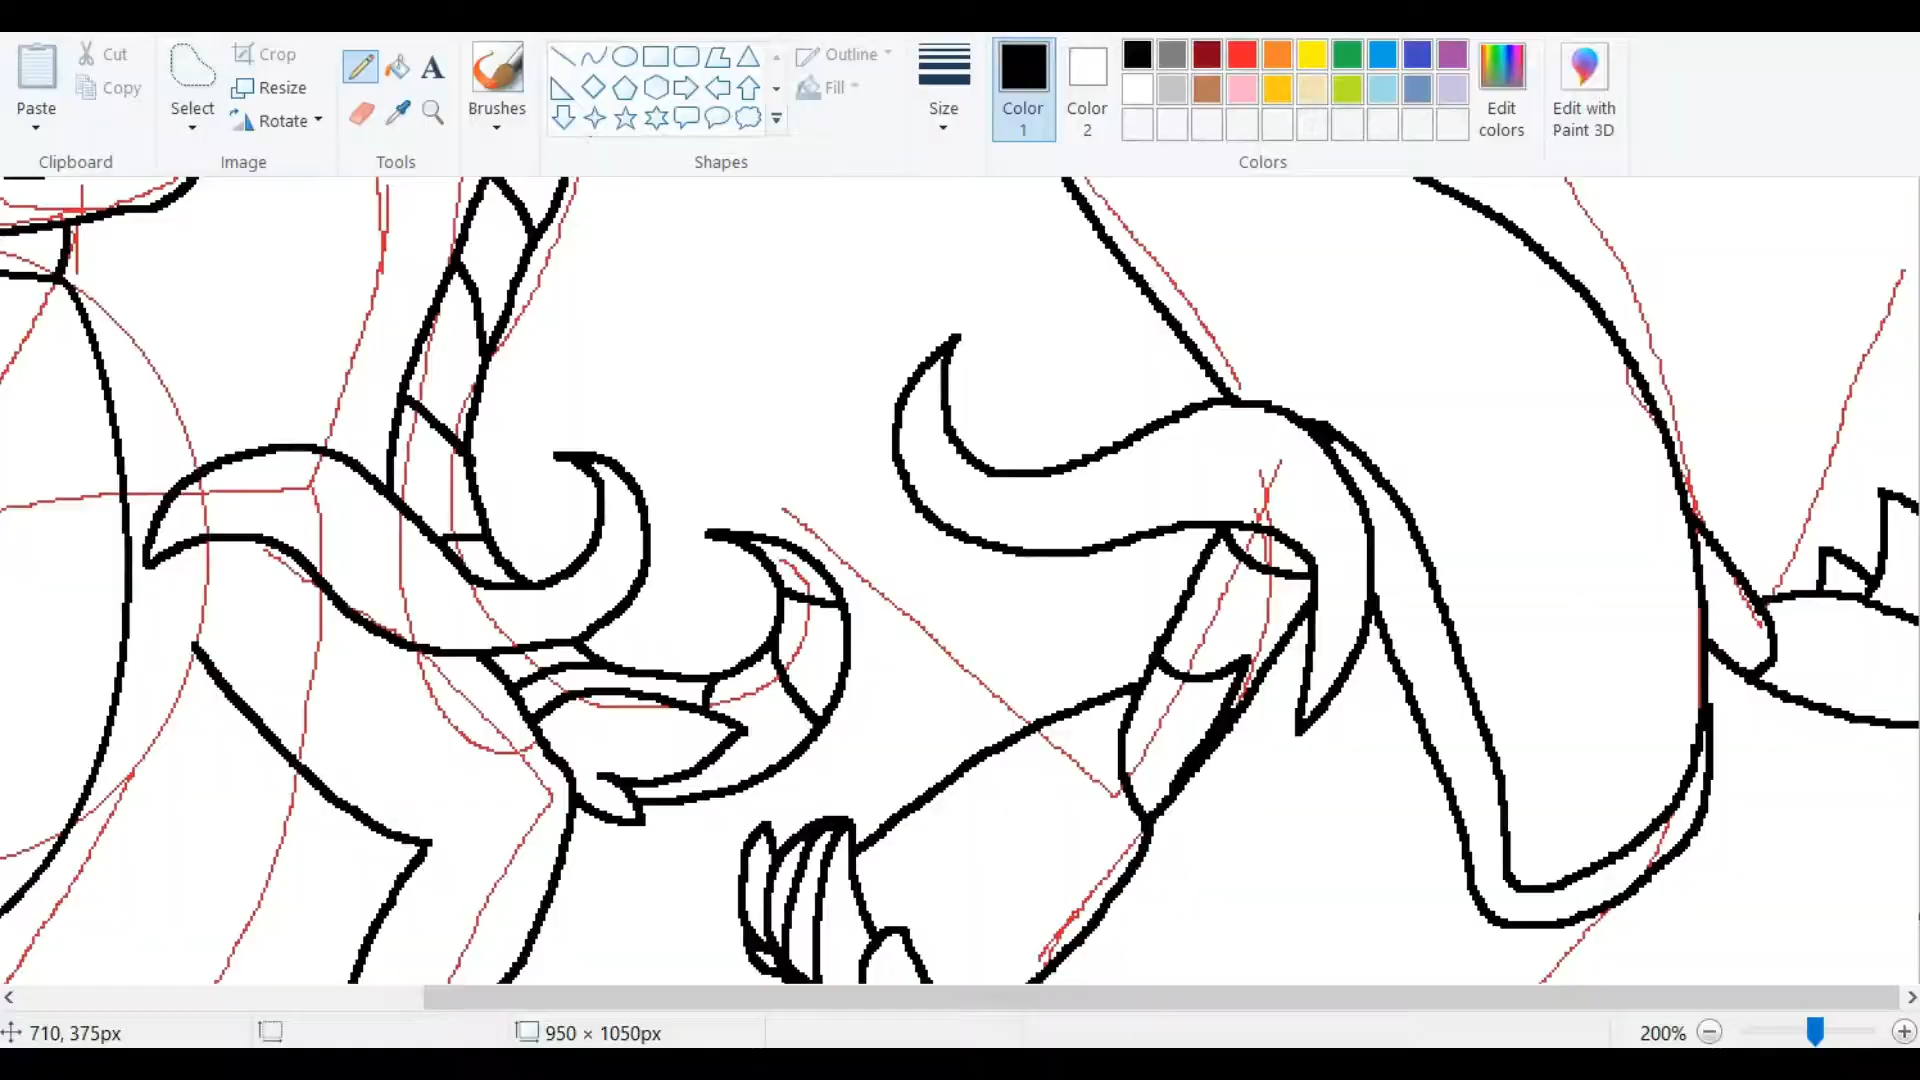 Paste
Cut
Copy
Clipboard
Select
Crop
Resize
Rotate
Image
A
Tools
Brushes
Shapes
Outline
Fill
Size
Color
1
Color
2
Edit
colors
Colors
Edit with
Paint 3D
710, 375px
950 × 1050px
200%